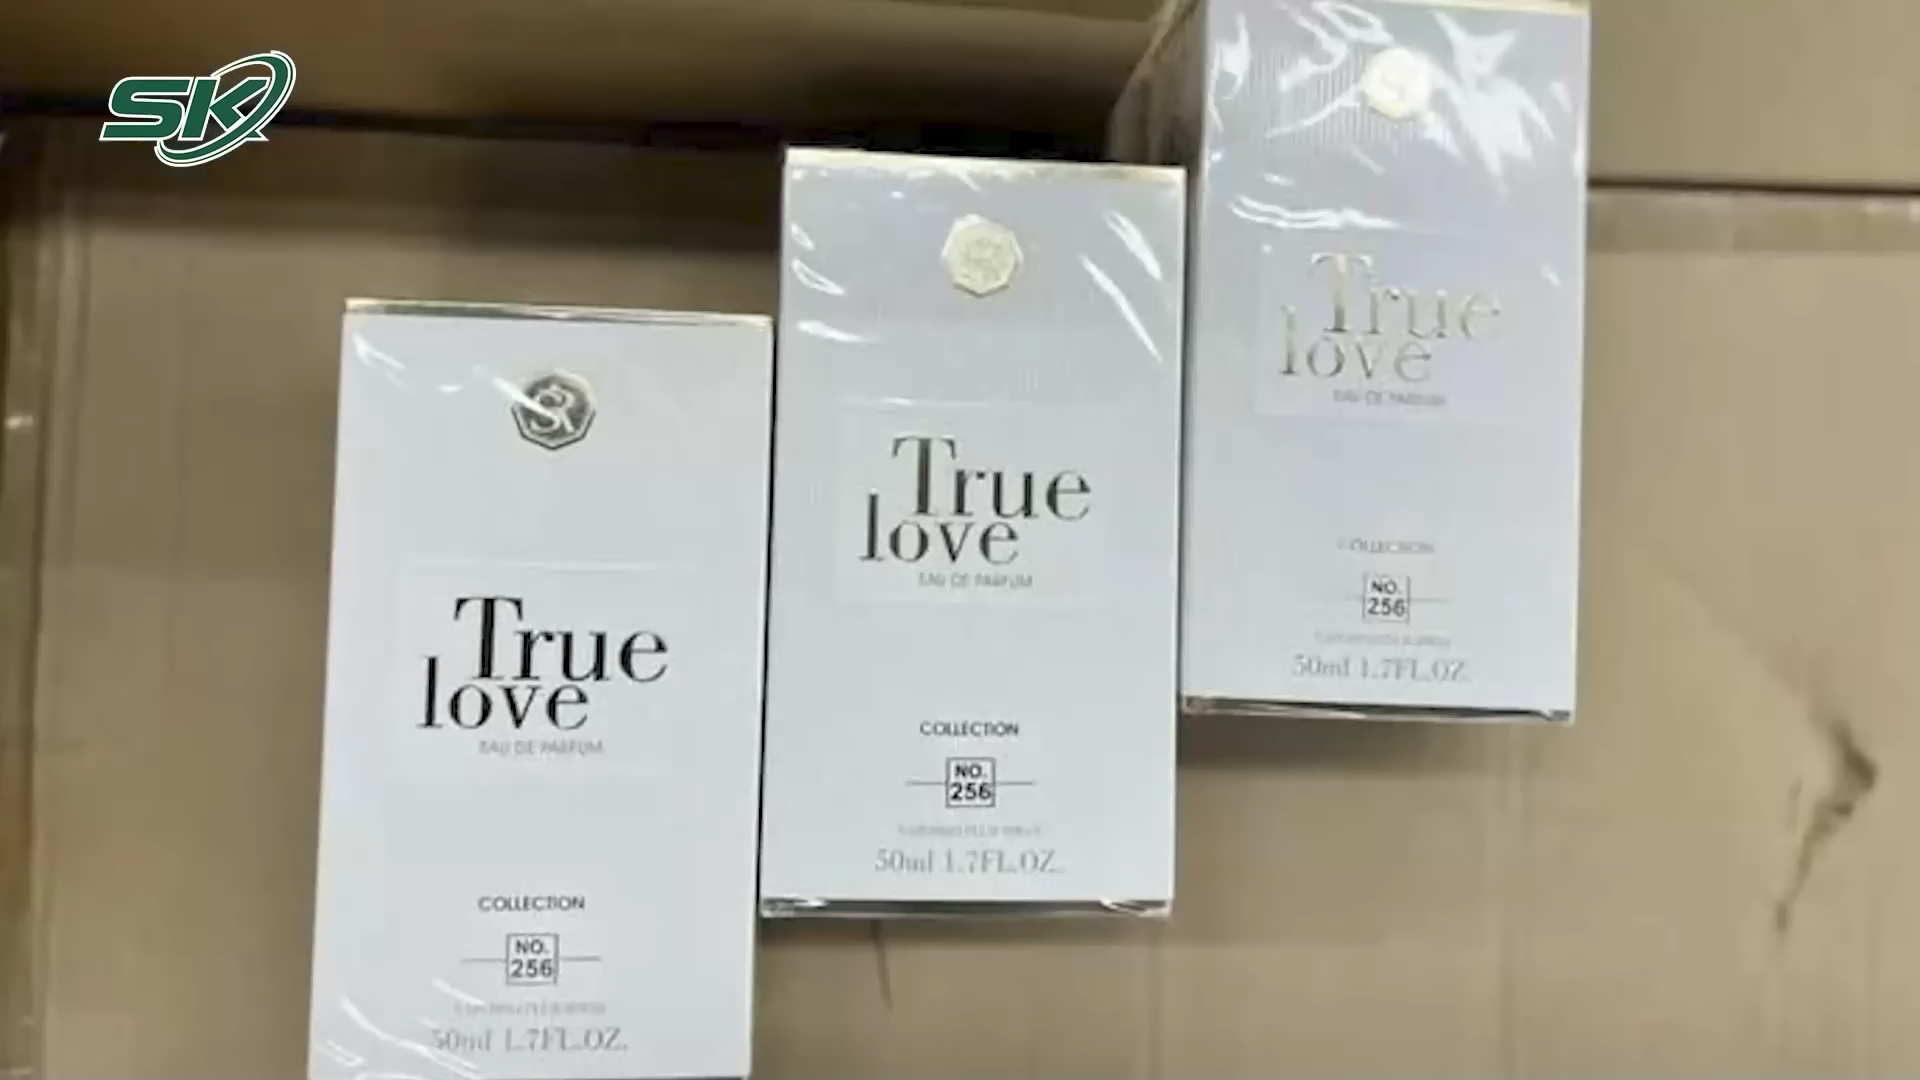 SK
SR
True
love
EAU DE PARFUM
COLLECTION
NO.
256
50ml 1.7FL.OZ.
True
love
EAU DE PARFUM
COLLECTION
NO.
256
50ml 1.7FL.OZ.
True
love
EAU DE PARFUM
COLLECTION
NO.
256
50ml 1.7FL.OZ.